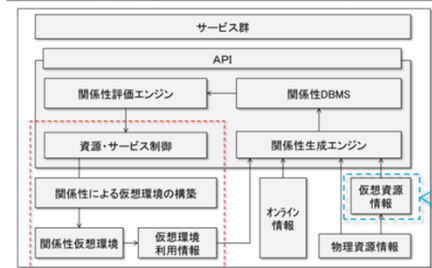 サービス群
API
関係性評価エンジン
関係性DBMS
資源・サービス制御
関係性生成エンジン
関係性による仮想環境の構築
オンライン
情報
仮想資源
情報
関係性仮想環境
仮想環境
利用情報
物理資源情報